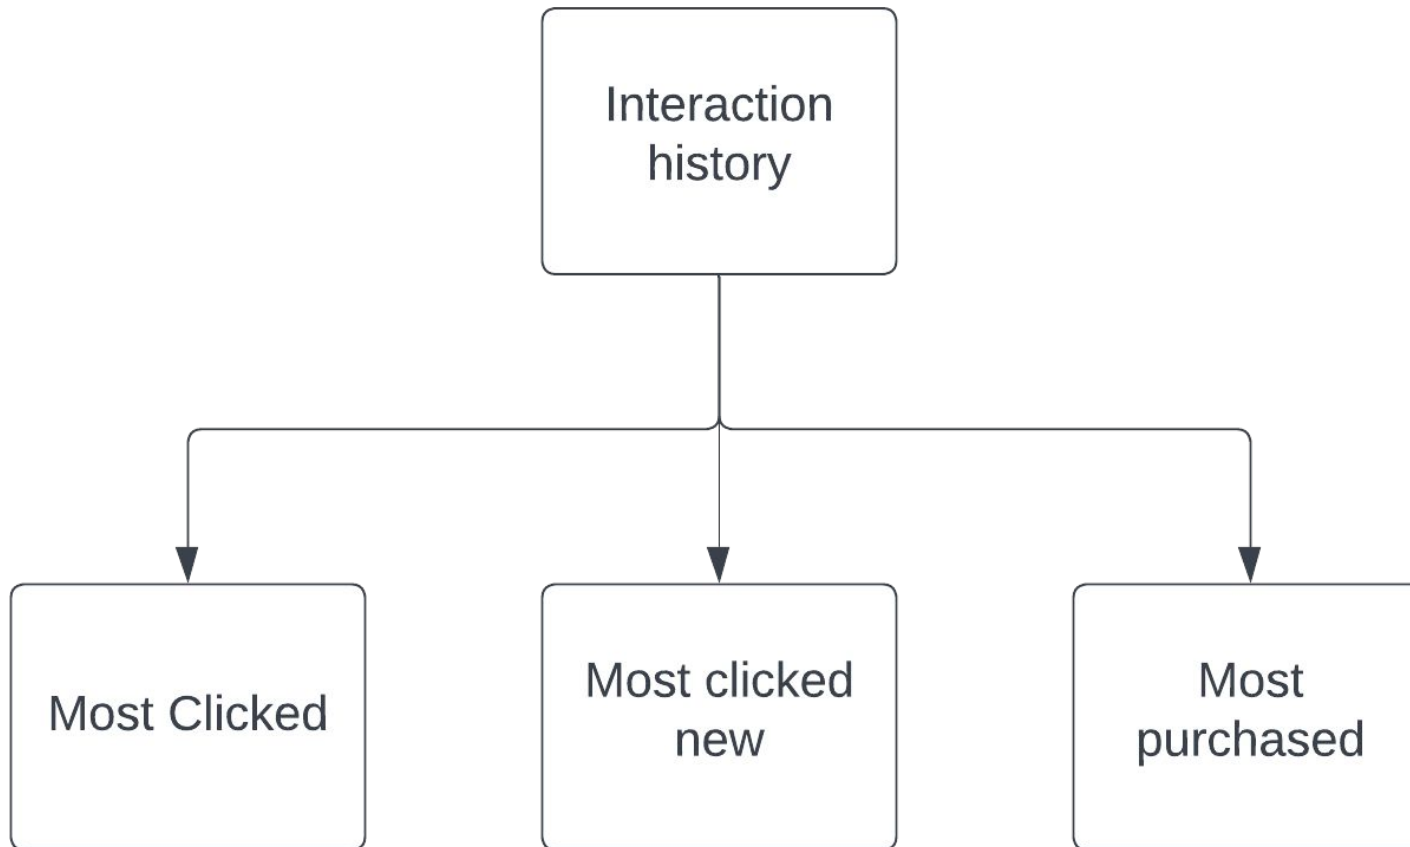 Interaction
history
Most Clicked
Most clicked
new
Most
purchased